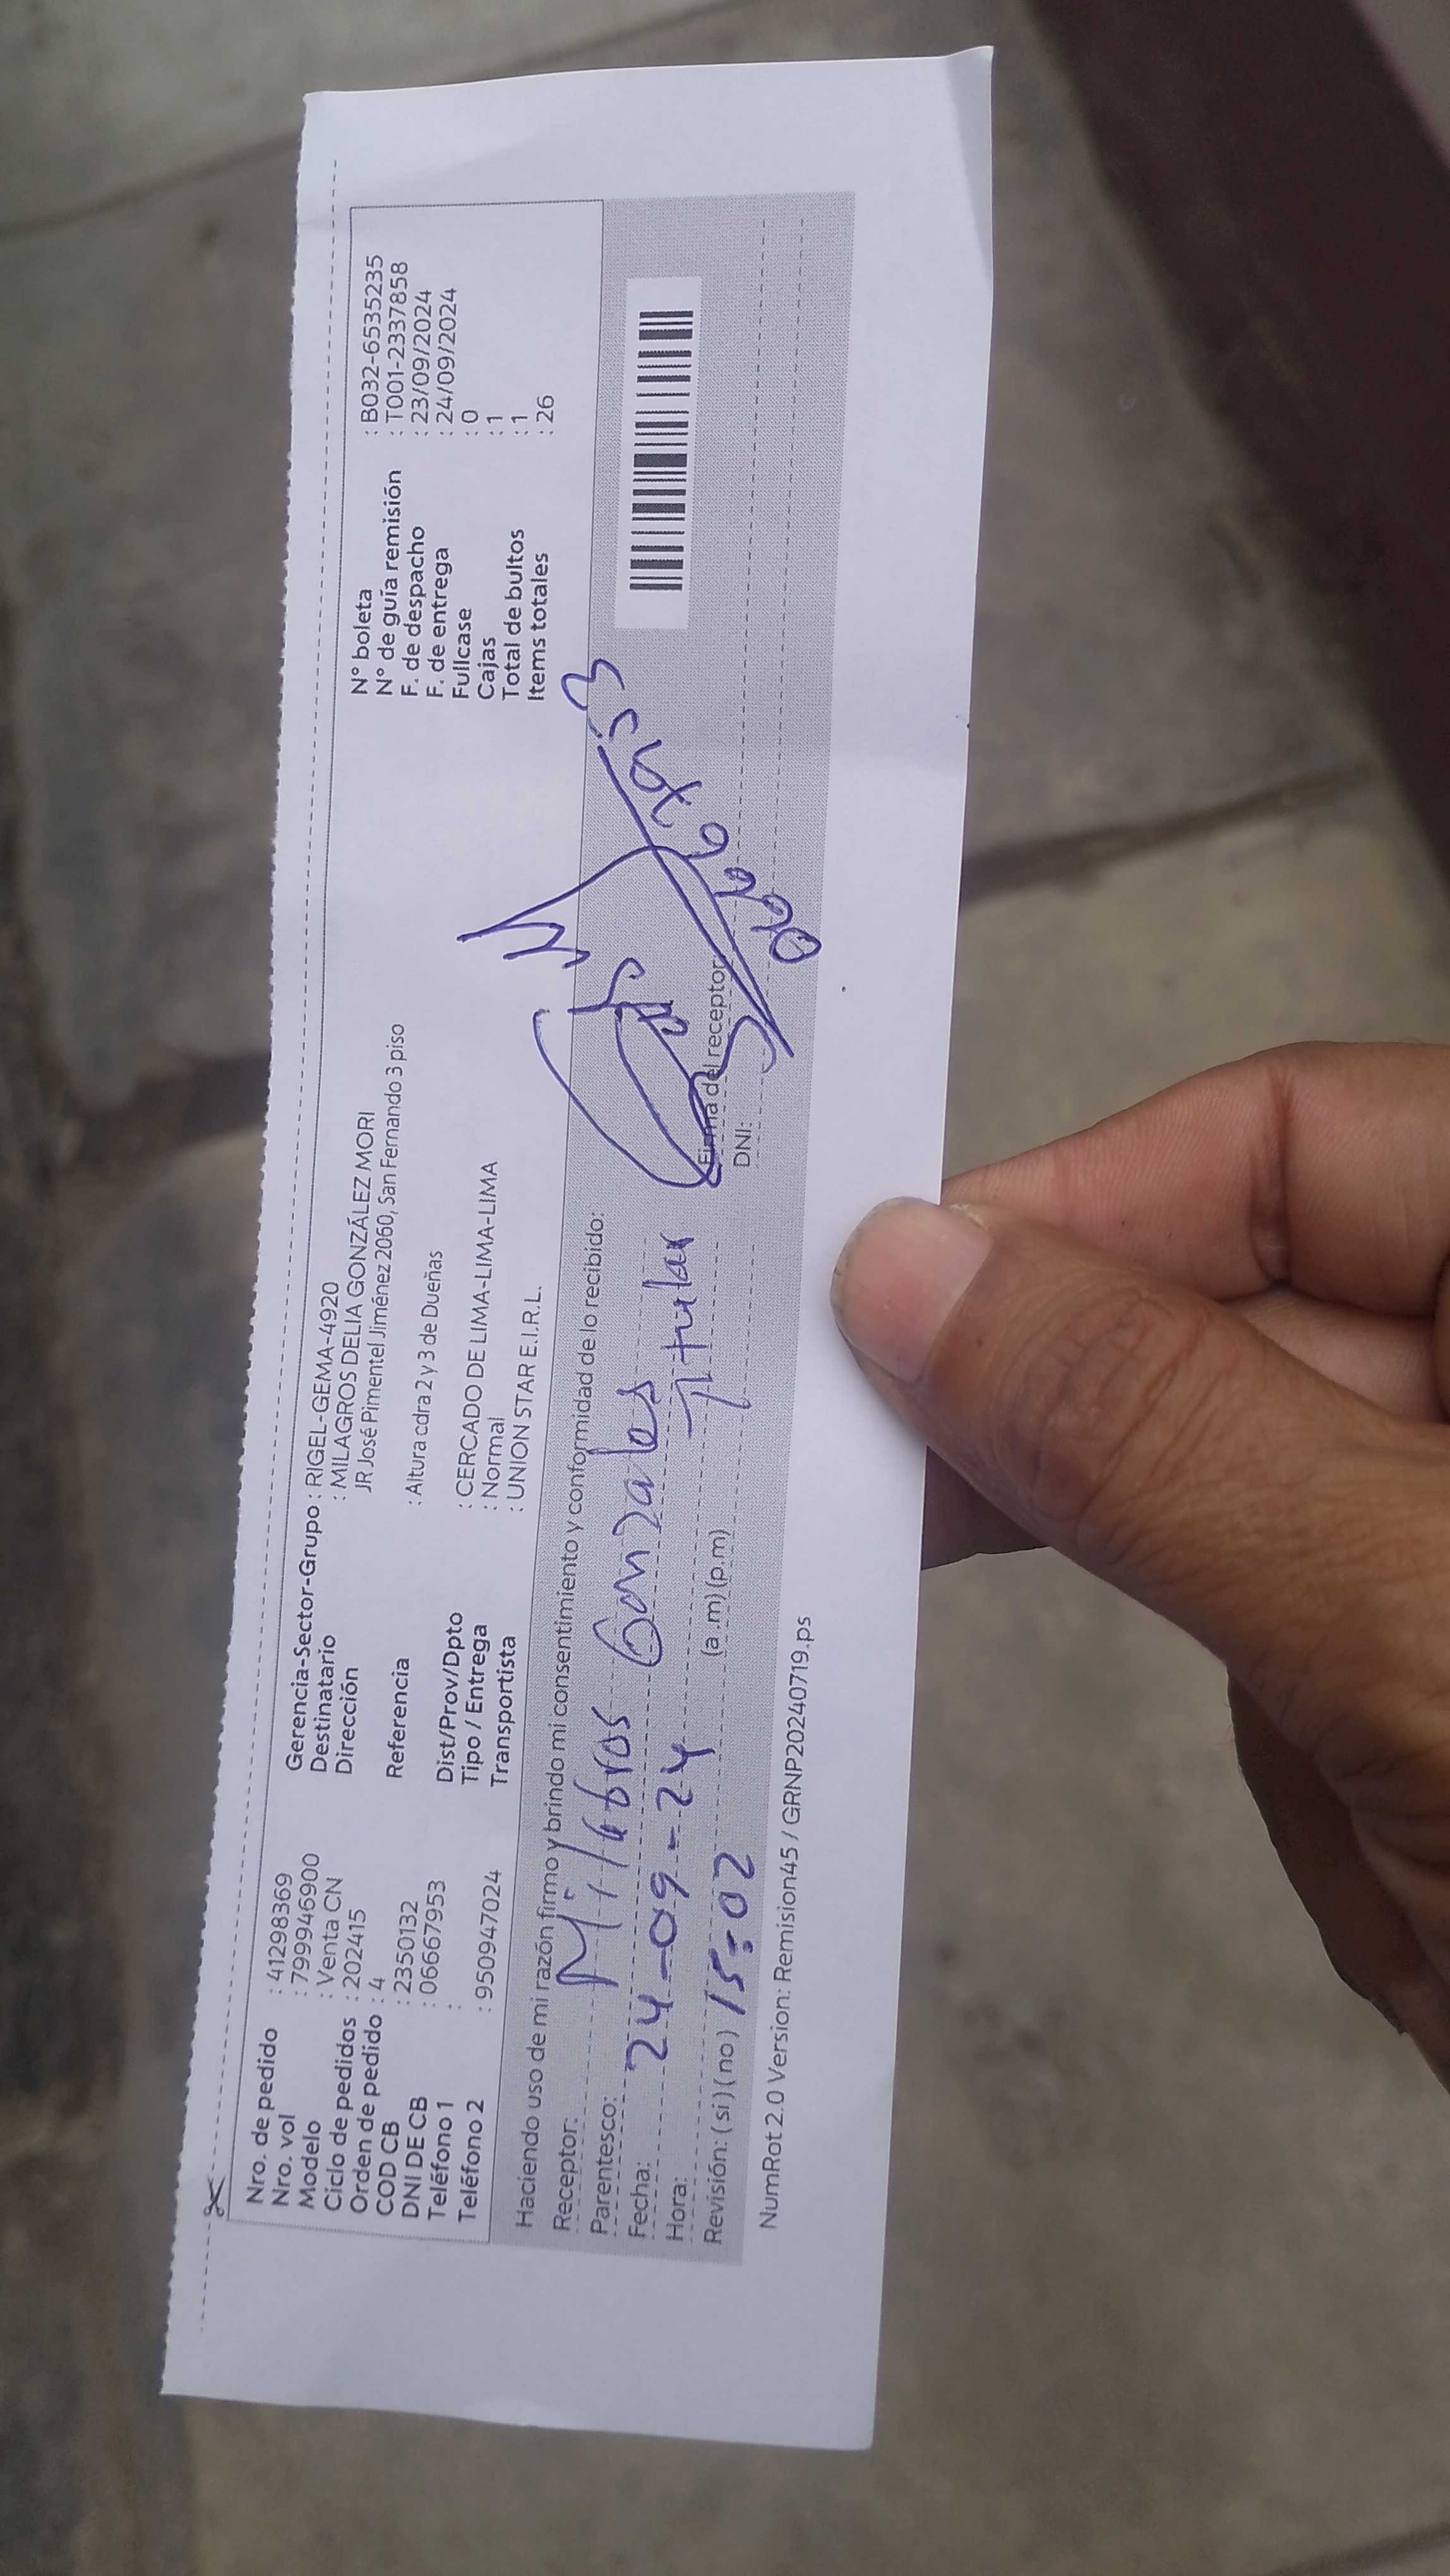 Nro. de pedido : 41298369
Nro. vol : 799946900
Modelo : Venta CN
Ciclo de pedidos : 202415
Orden de pedido : 4
COD CB : 2350132
DNI DE CB : 06667953
Teléfono 1 :
Teléfono 2 : 950947024
Gerencia-Sector-Grupo : RIGEL-GEMA-4920
Destinatario : MILAGROS DELIA GONZÁLEZ MORI
Dirección JR José Pimentel Jiménez 2060, San Fernando 3 piso
Referencia : Altura cdra 2 y 3 de Dueñas
Dist/Prov/Dpto : CERCADO DE LIMA-LIMA-LIMA
Tipo / Entrega : Normal
Transportista : UNION STAR E.I.R.L.
N° boleta : B032-6535235
N° de guía remisión : T001-2337858
F. de despacho : 23/09/2024
F. de entrega : 24/09/2024
Fullcase : 0
Cajas : 1
Total de bultos : 1
Items totales : 26
Haciendo uso de mi razón firmo y brindo mi consentimiento y conformidad de lo recibido:
Receptor: Milagros Gonzales
Parentesco: Titular
Fecha: 24-09-24
Hora: 15:02 (a.m) (p.m)
Revisión: (si) (no)
Firma del receptor
DNI:
NumRot 2.0 Version: Remision45 / GRNP20240719.ps